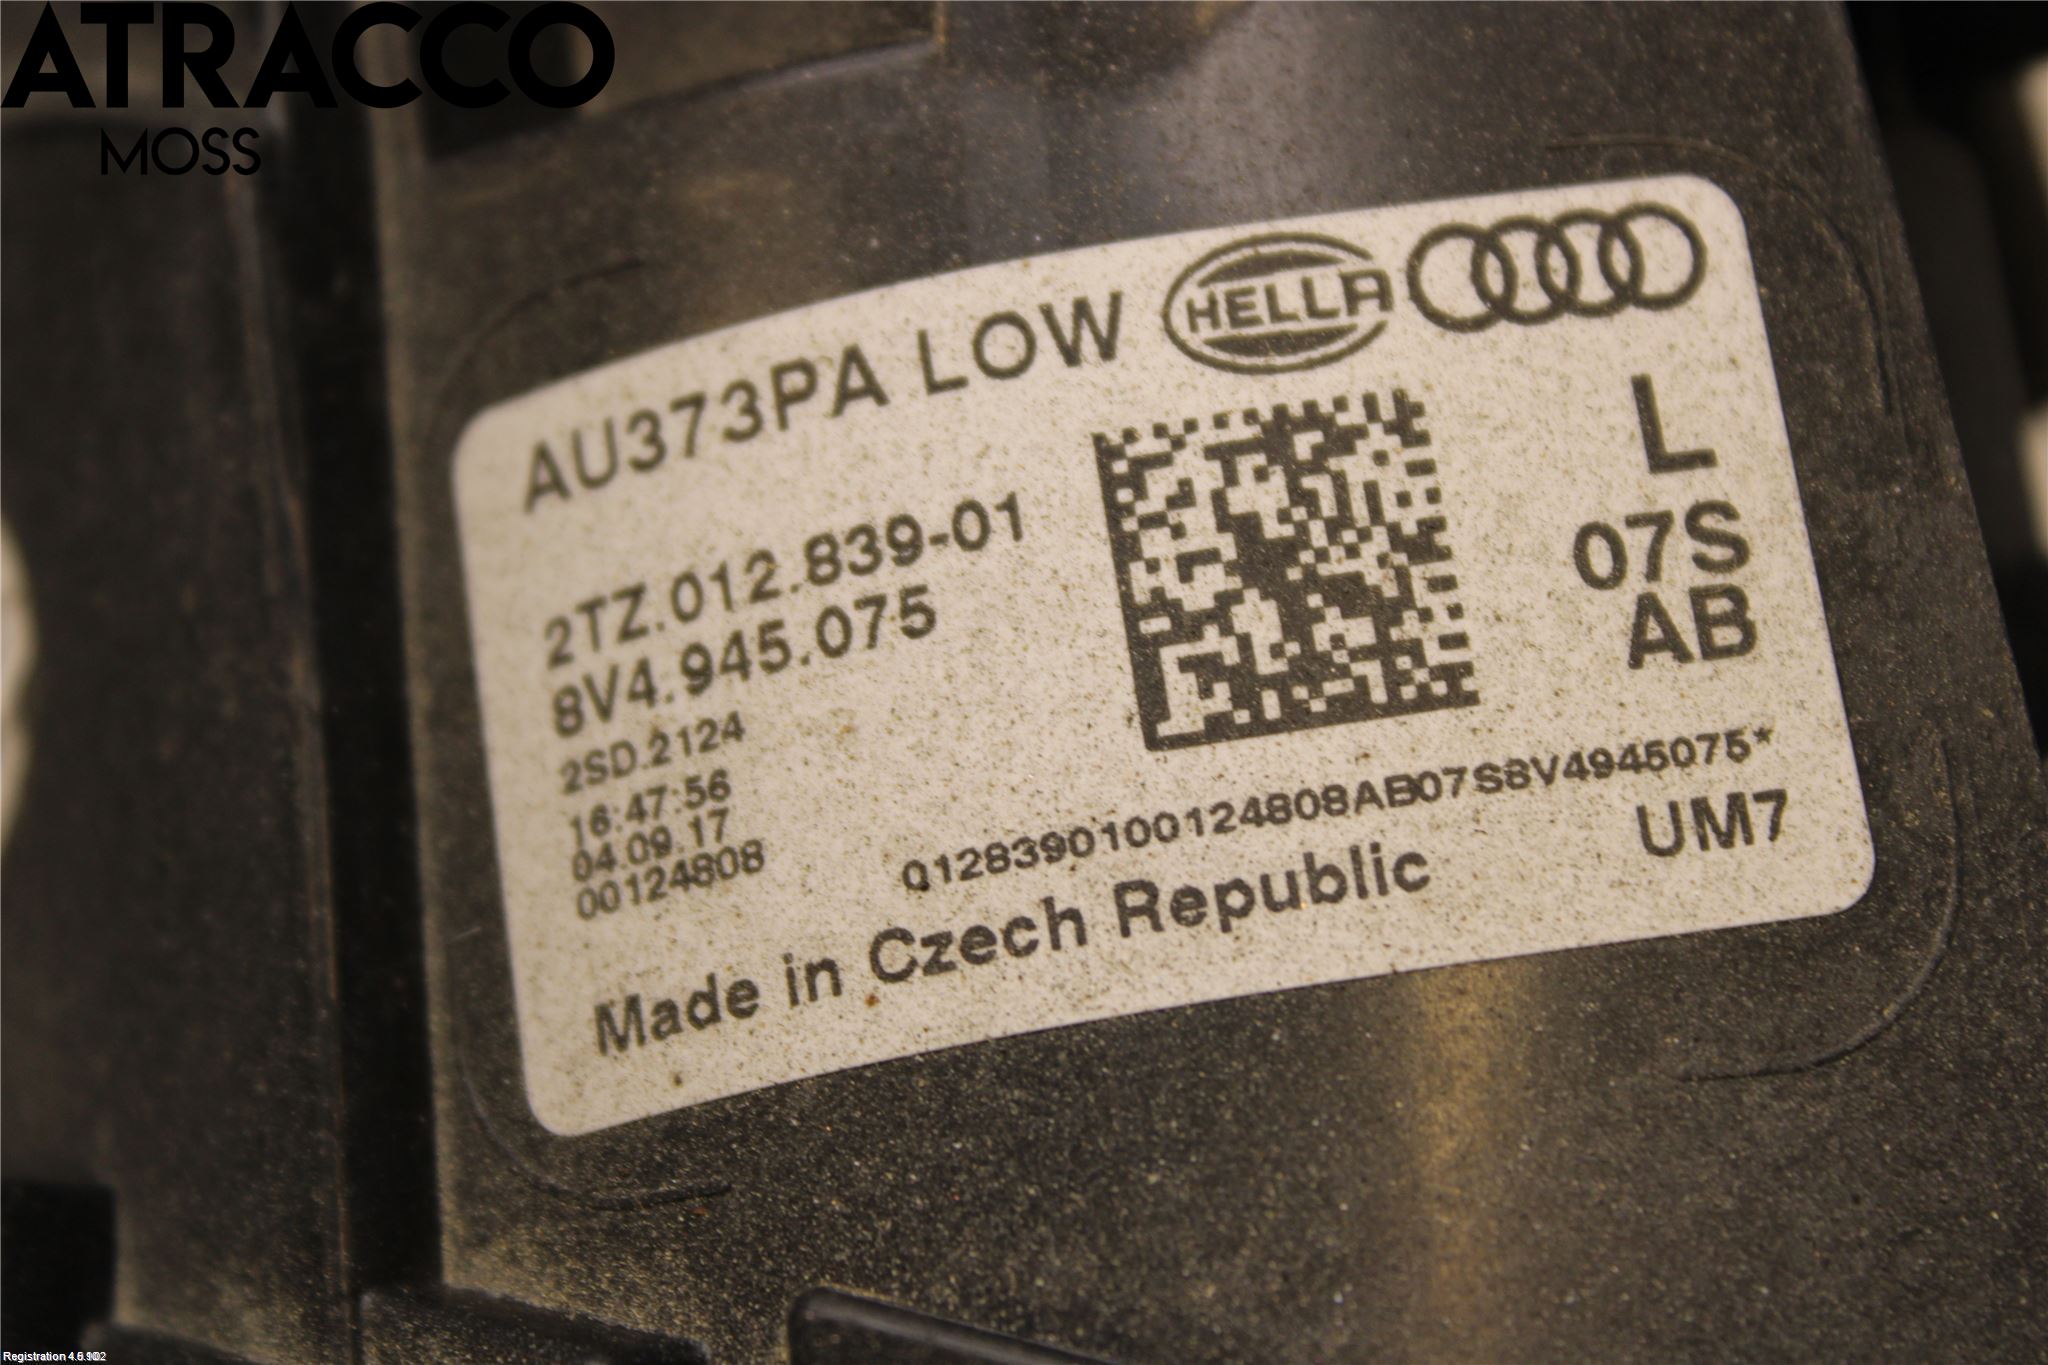 ATRACCO
MOSS
AU373PA LOW HELLA
L
2TZ.012.839-01
07S
8V4.945.075
AB
2SD.2124
16:47:56
04.09.17
00124808
0128390100124808AB07S8V4945075*
UM7
Made in Czech Republic